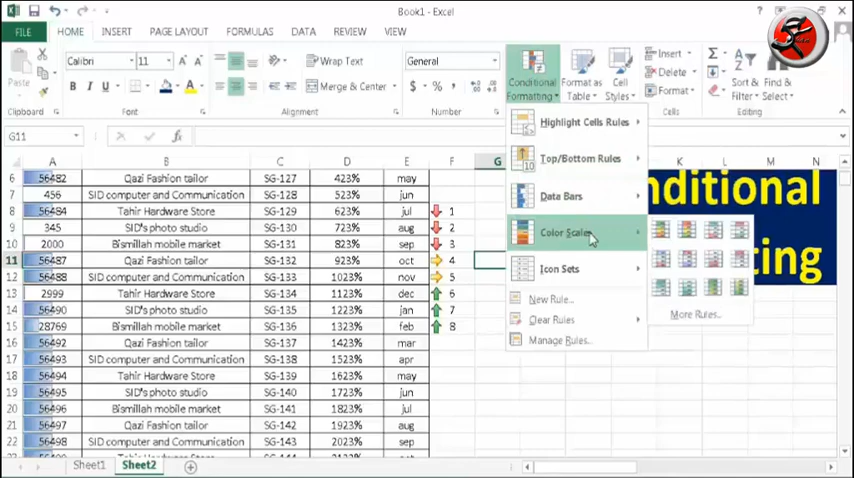 Book1 - Excel
FILE HOME INSERT PAGE LAYOUT FORMULAS DATA REVIEW VIEW
Paste
Calibri 11
Wrap Text
General
B I U
$ %
Clipboard Font Alignment Number
Conditional Formatting
Format as Table
Cell Styles
Insert
Delete
Format
Cells
Sort & Filter
Find & Select
G11
fx
A B C D E F G K L M N
6 56482 Qazi Fashion tailor SG-127 423% may
7 456 SID computer and Communication SG-128 523% jun
8 56484 Tahir Hardware Store SG-129 623% jul 1
9 345 SID's photo studio SG-130 723% aug 2
10 2000 Bismillah mobile market SG-131 823% sep 3
11 56487 Qazi Fashion tailor SG-132 923% oct 4
12 56488 SID computer and Communication SG-133 1023% nov 5
13 2999 Tahir Hardware Store SG-134 1123% dec 6
14 56490 SID's photo studio SG-135 1223% jan 7
15 28769 Bismillah mobile market SG-136 1323% feb 8
16 56492 Qazi Fashion tailor SG-137 1423% mar
17 56493 SID computer and Communication SG-138 1523% apr
18 56494 Tahir Hardware Store SG-139 1623% may
19 56495 SID's photo studio SG-140 1723% jun
20 56496 Bismillah mobile market SG-141 1823% jul
21 56497 Qazi Fashion tailor SG-142 1923% aug
22 56498 SID computer and Communication SG-143 2023% sep
Highlight Cells Rules
Top/Bottom Rules
Data Bars
Color Scales
Icon Sets
New Rule...
Clear Rules
Manage Rules...
More Rules...
nditional
tting
Sheet1 Sheet2